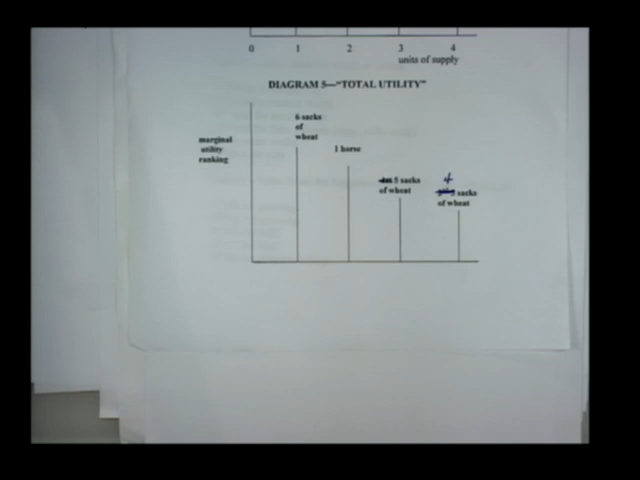 0 1 2 3 4
units of supply
DIAGRAM 5—"TOTAL UTILITY"
6 sacks
of
wheat
marginal
utility
ranking
1 horse
5 sacks
of wheat
4
sacks
of wheat